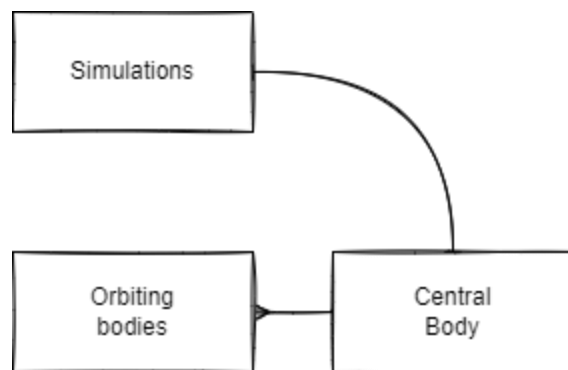 Simulations
Orbiting
bodies
Central
Body